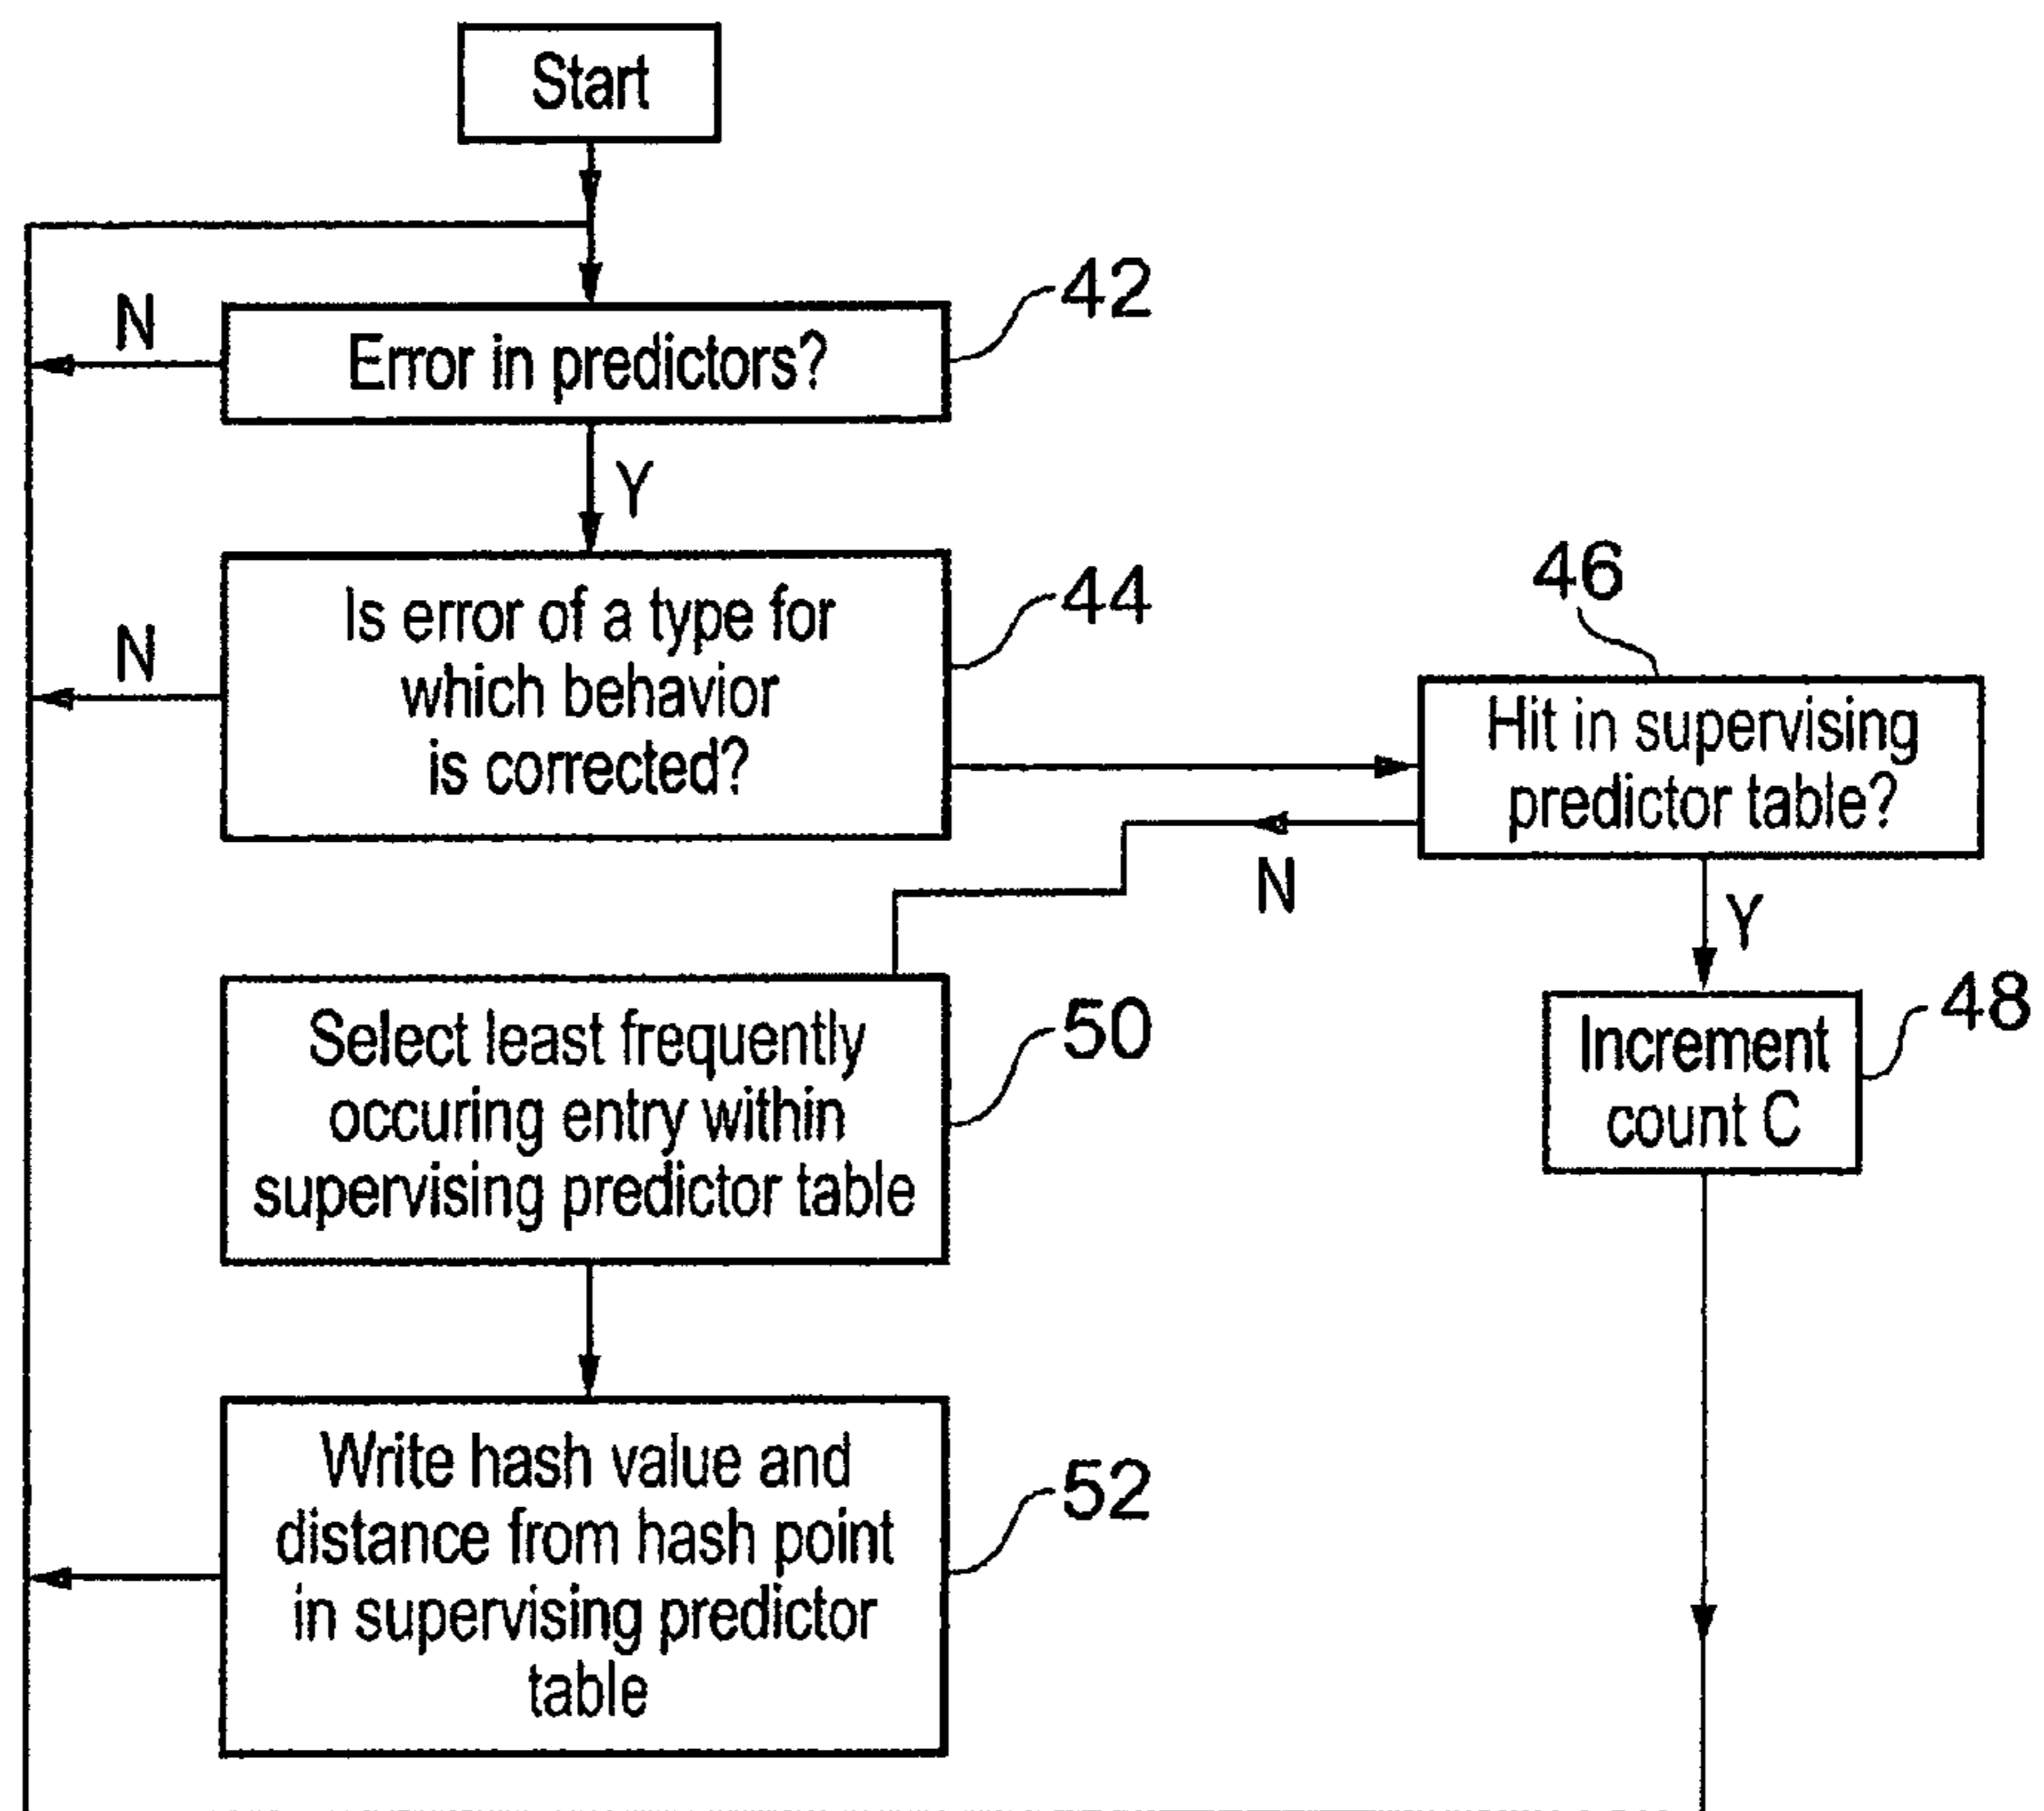 Start
42
N
Error in predictors?
Y
44
Is error of a type for
which behavior
is corrected?
N
46
Hit in supervising
predictor table?
N
Y
48
Increment
count C
50
Select least frequently
occuring entry within
supervising predictor table
52
Write hash value and
distance from hash point
in supervising predictor
table